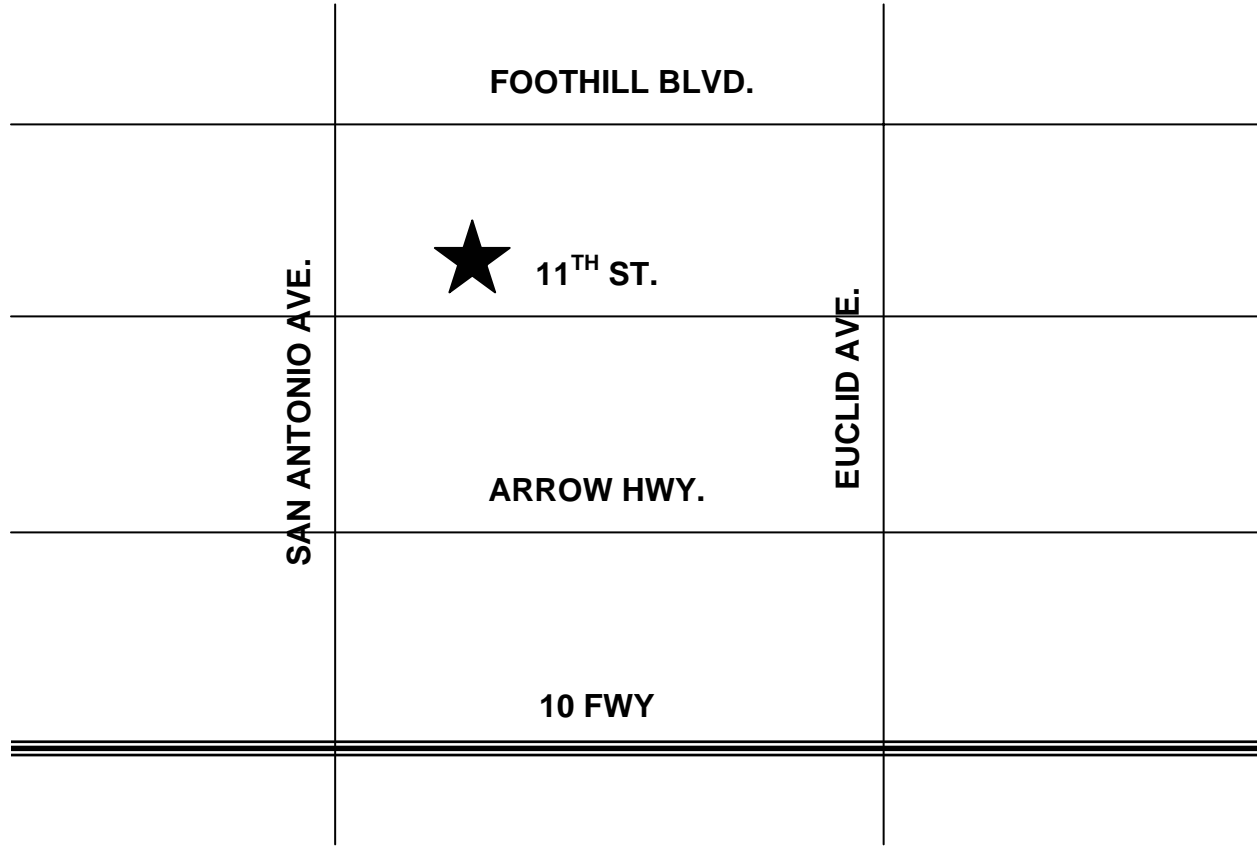 FOOTHILL BLVD.
11TH ST.
SAN ANTONIO AVE.
EUCLID AVE.
ARROW HWY.
10 FWY